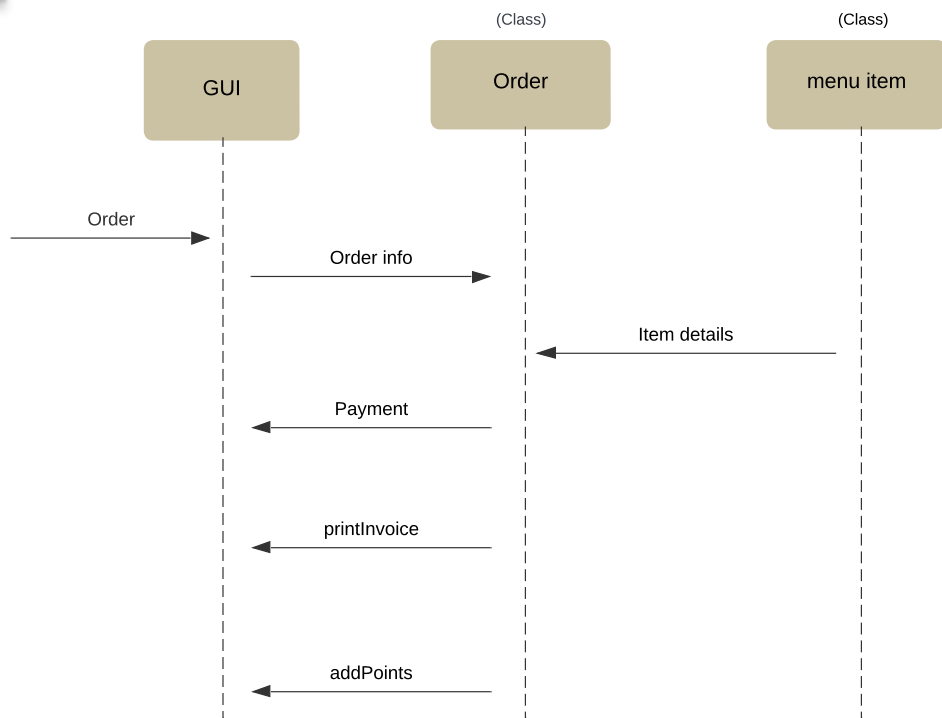 (Class)
(Class)
GUI
Order
menu item
Order
Order info
Item details
Payment
printInvoice
addPoints